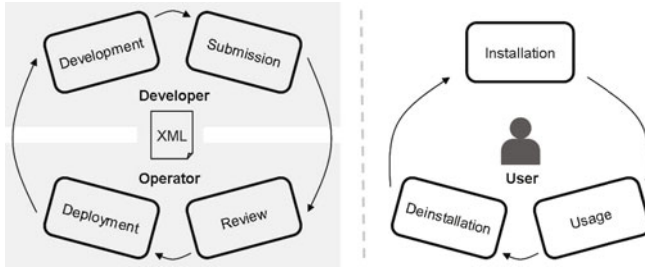 Development
Submission
Developer
XML
Operator
Deployment
Review
Installation
User
Deinstallation
Usage